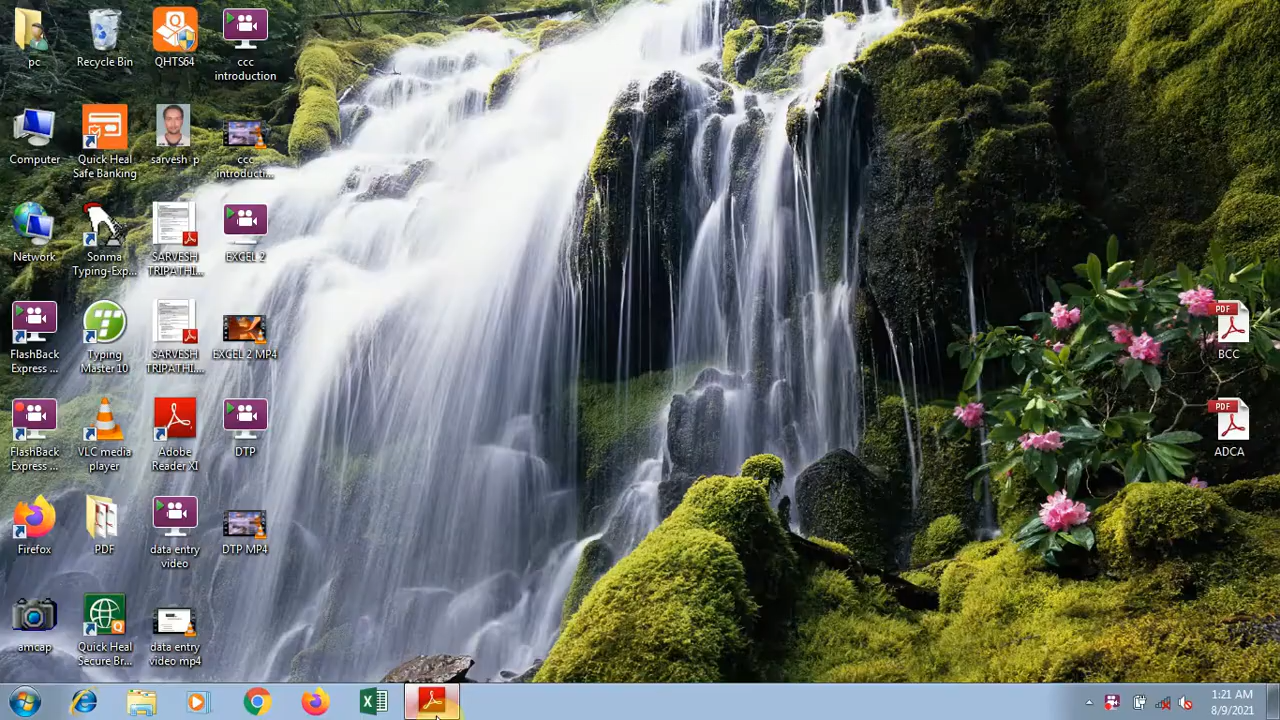 pc
Recycle Bin
QHTS64
ccc
introduction
Computer
Quick Heal
Safe Banking
sarvesh p
ccc
introducti...
Network
Sonma
Typing-Exp...
SARVESH
TRIPATHI...
EXCEL 2
FlashBack
Express ...
Typing
Master 10
SARVESH
TRIPATHI....
EXCEL 2 MP4
FlashBack
Express ...
VLC media
player
Adobe
Reader XI
DTP
Firefox
PDF
data entry
video
DTP MP4
amcap
Quick Heal
Secure Br...
data entry
video mp4
PDF
BCC
PDF
ADCA
1:21 AM
8/9/2021